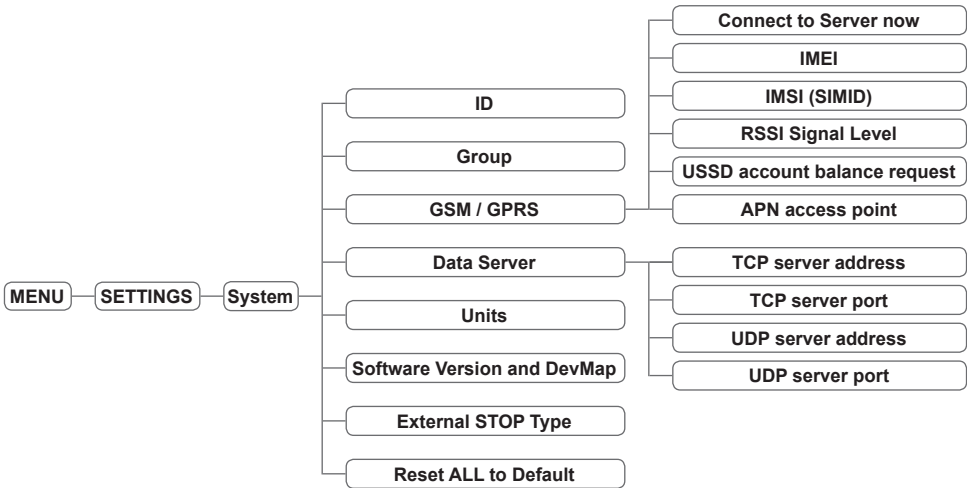 MENU
SETTINGS
System
ID
Group
GSM / GPRS
Data Server
Units
Software Version and DevMap
External STOP Type
Reset ALL to Default
Connect to Server now
IMEI
IMSI (SIMID)
RSSI Signal Level
USSD account balance request
APN access point
TCP server address
TCP server port
UDP server address
UDP server port